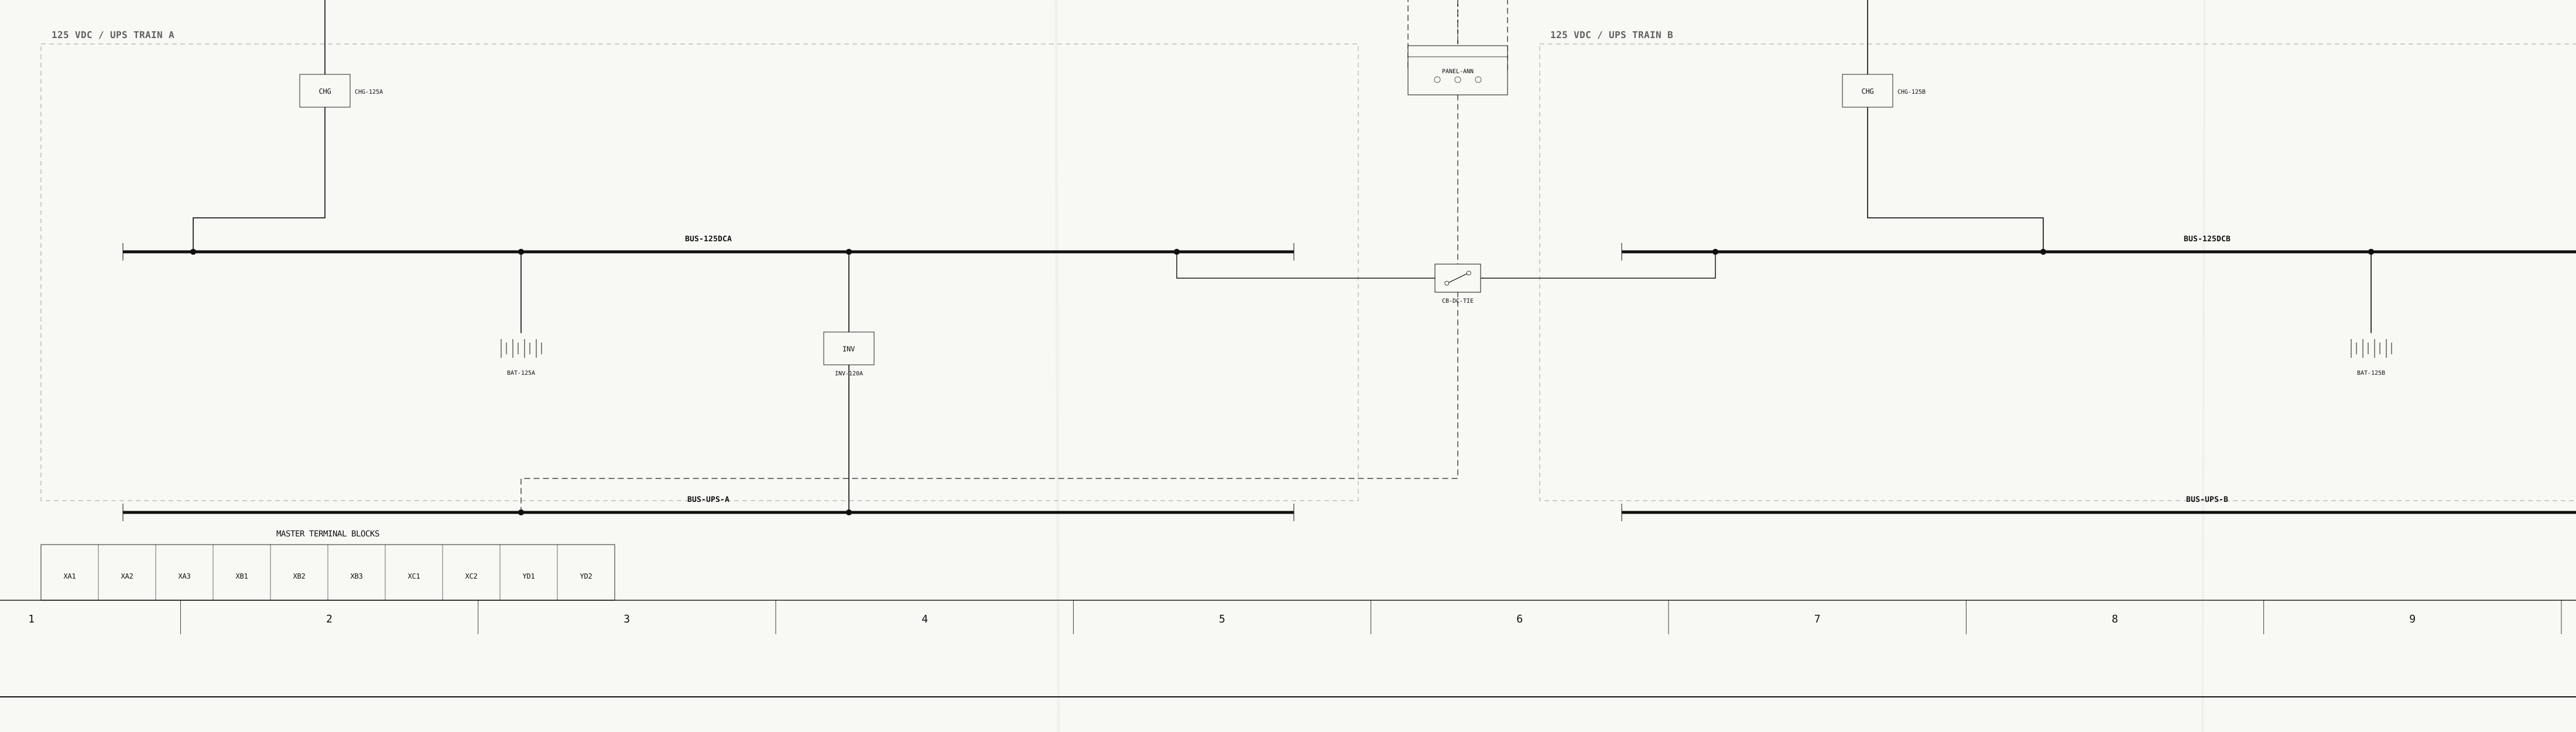 125 VDC / UPS TRAIN A
125 VDC / UPS TRAIN B
PANEL-ANN
CHG
CHG-125A
CHG
CHG-125B
BUS-125DCA
BUS-125DCB
CB-DC-TIE
INV
BAT-125A
INV-120A
BAT-125B
BUS-UPS-A
BUS-UPS-B
MASTER TERMINAL BLOCKS
XA1 XA2 XA3 XB1 XB2 XB3 XC1 XC2 YD1 YD2
1 2 3 4 5 6 7 8 9